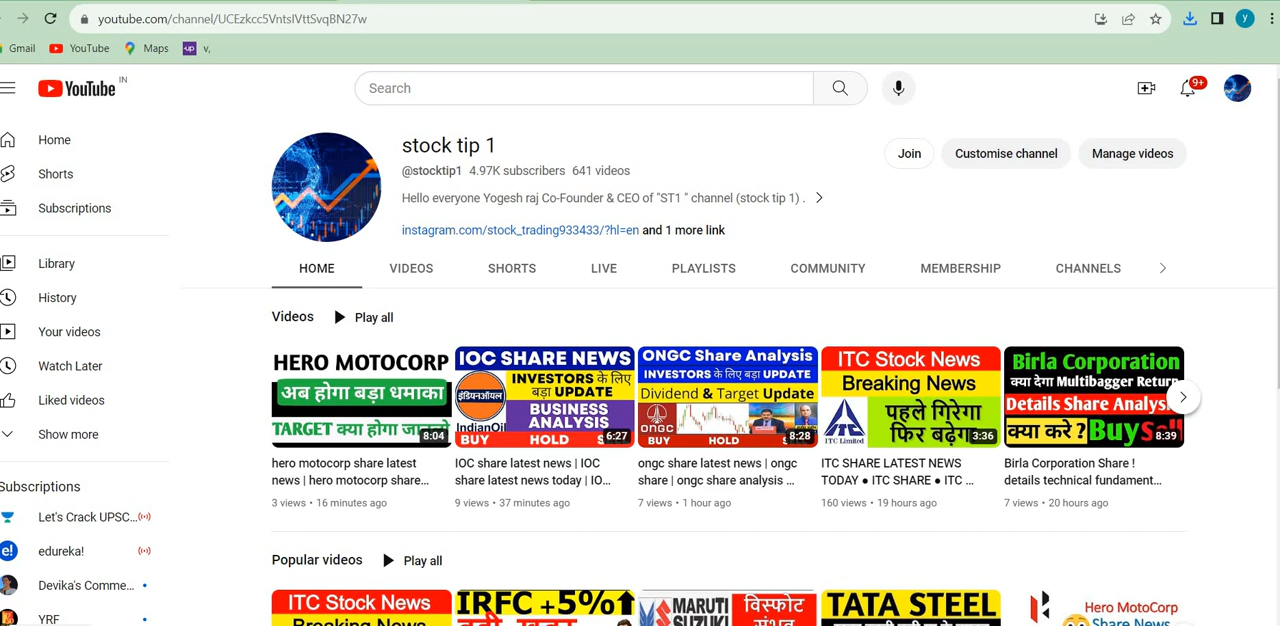 youtube.com/channel/UCEzkcc5VntsIVttSvqBN27w
y
Gmail YouTube Maps up v,
YouTube IN
Search
9+
Home
Shorts
Subscriptions
Library
History
Your videos
Watch Later
Liked videos
Show more
Subscriptions
Let's Crack UPSC...
e! edureka!
Devika's Comme...
YRF
stock tip 1
@stocktip1 4.97K subscribers 641 videos
Hello everyone Yogesh raj Co-Founder & CEO of "ST1 " channel (stock tip 1) .
instagram.com/stock_trading933433/?hl=en and 1 more link
Join Customise channel Manage videos
HOME VIDEOS SHORTS LIVE PLAYLISTS COMMUNITY MEMBERSHIP CHANNELS
Videos Play all
HERO MOTOCORP
अब होगा बड़ा धमाका
TARGET क्या होगा
8:04
hero motocorp share latest
news | hero motocorp share...
3 views • 16 minutes ago
IOC SHARE NEWS
इंडियनऑयल
INVESTORS के लिए
बड़ा UPDATE
BUSINESS
ANALYSIS
IndianOil
BUY HOLD
6:27
IOC share latest news | IOC
share latest news today | IO...
9 views • 37 minutes ago
ONGC Share Analysis
INVESTORS के लिए बड़ा UPDATE
Dividend & Target Update
ongc
BUY HOLD
8:28
ongc share latest news | ongc
share | ongc share analysis ...
7 views • 1 hour ago
ITC Stock News
Breaking News
ITC Limited
पहले गिरेगा
फिर बढ़ेगा
3:36
ITC SHARE LATEST NEWS
TODAY ● ITC SHARE ● ITC ...
160 views • 19 hours ago
Birla Corporation
क्या देगा Multibagger Return
Details Share Analys
क्या करे ? Buy
8:39
Birla Corporation Share !
details technical fundament...
7 views • 20 hours ago
Popular videos Play all
ITC Stock News
Breaking News
IRFC +5%
MARUTI
SUZUKI
विस्फोट
संभव
TATA STEEL
Hero MotoCorp
Share News